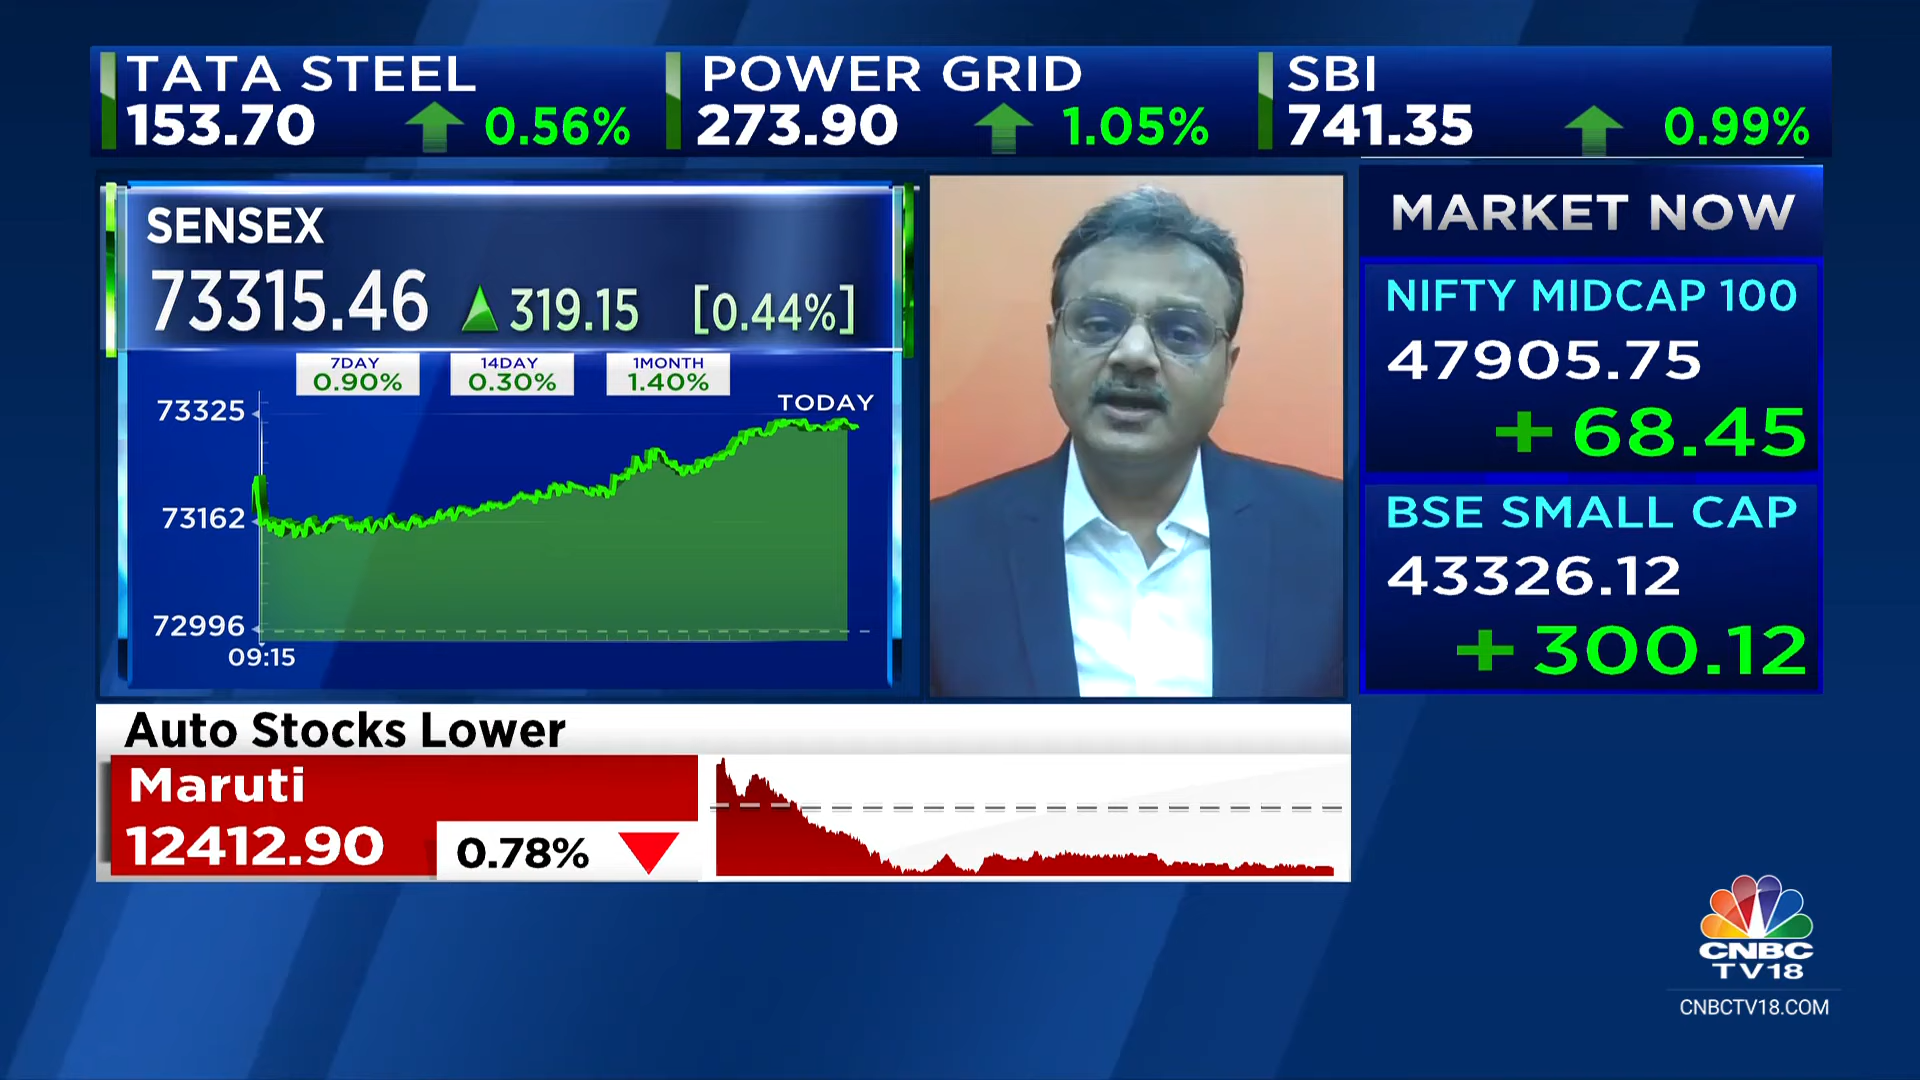 TATA STEEL
153.70 0.56%
POWER GRID
273.90 1.05%
SBI
741.35 0.99%
SENSEX
73315.46 319.15 [0.44%]
7DAY
0.90%
14DAY
0.30%
1MONTH
1.40%
TODAY
73325
73162
72996
09:15
MARKET NOW
NIFTY MIDCAP 100
47905.75
+ 68.45
BSE SMALL CAP
43326.12
+ 300.12
Auto Stocks Lower
Maruti
12412.90 0.78%
CNBC
TV18
CNBCTV18.COM